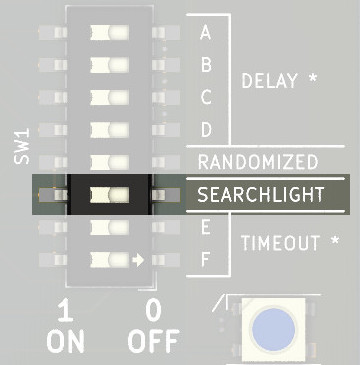 A
B
C
D
DELAY *
SW1
RANDOMIZED
SEARCHLIGHT
E
F
TIMEOUT *
1 0
ON OFF